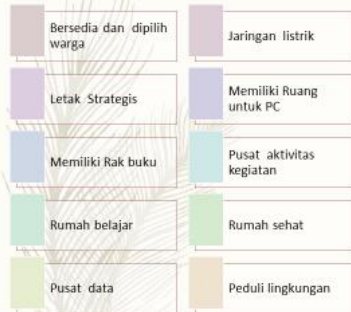 Bersedia dan dipilih
warga
Jaringan listrik
Letak Strategis
Memiliki Ruang
untuk PC
Memiliki Rak buku
Pusat aktivitas
kegiatan
Rumah belajar
Rumah sehat
Pusat data
Peduli lingkungan